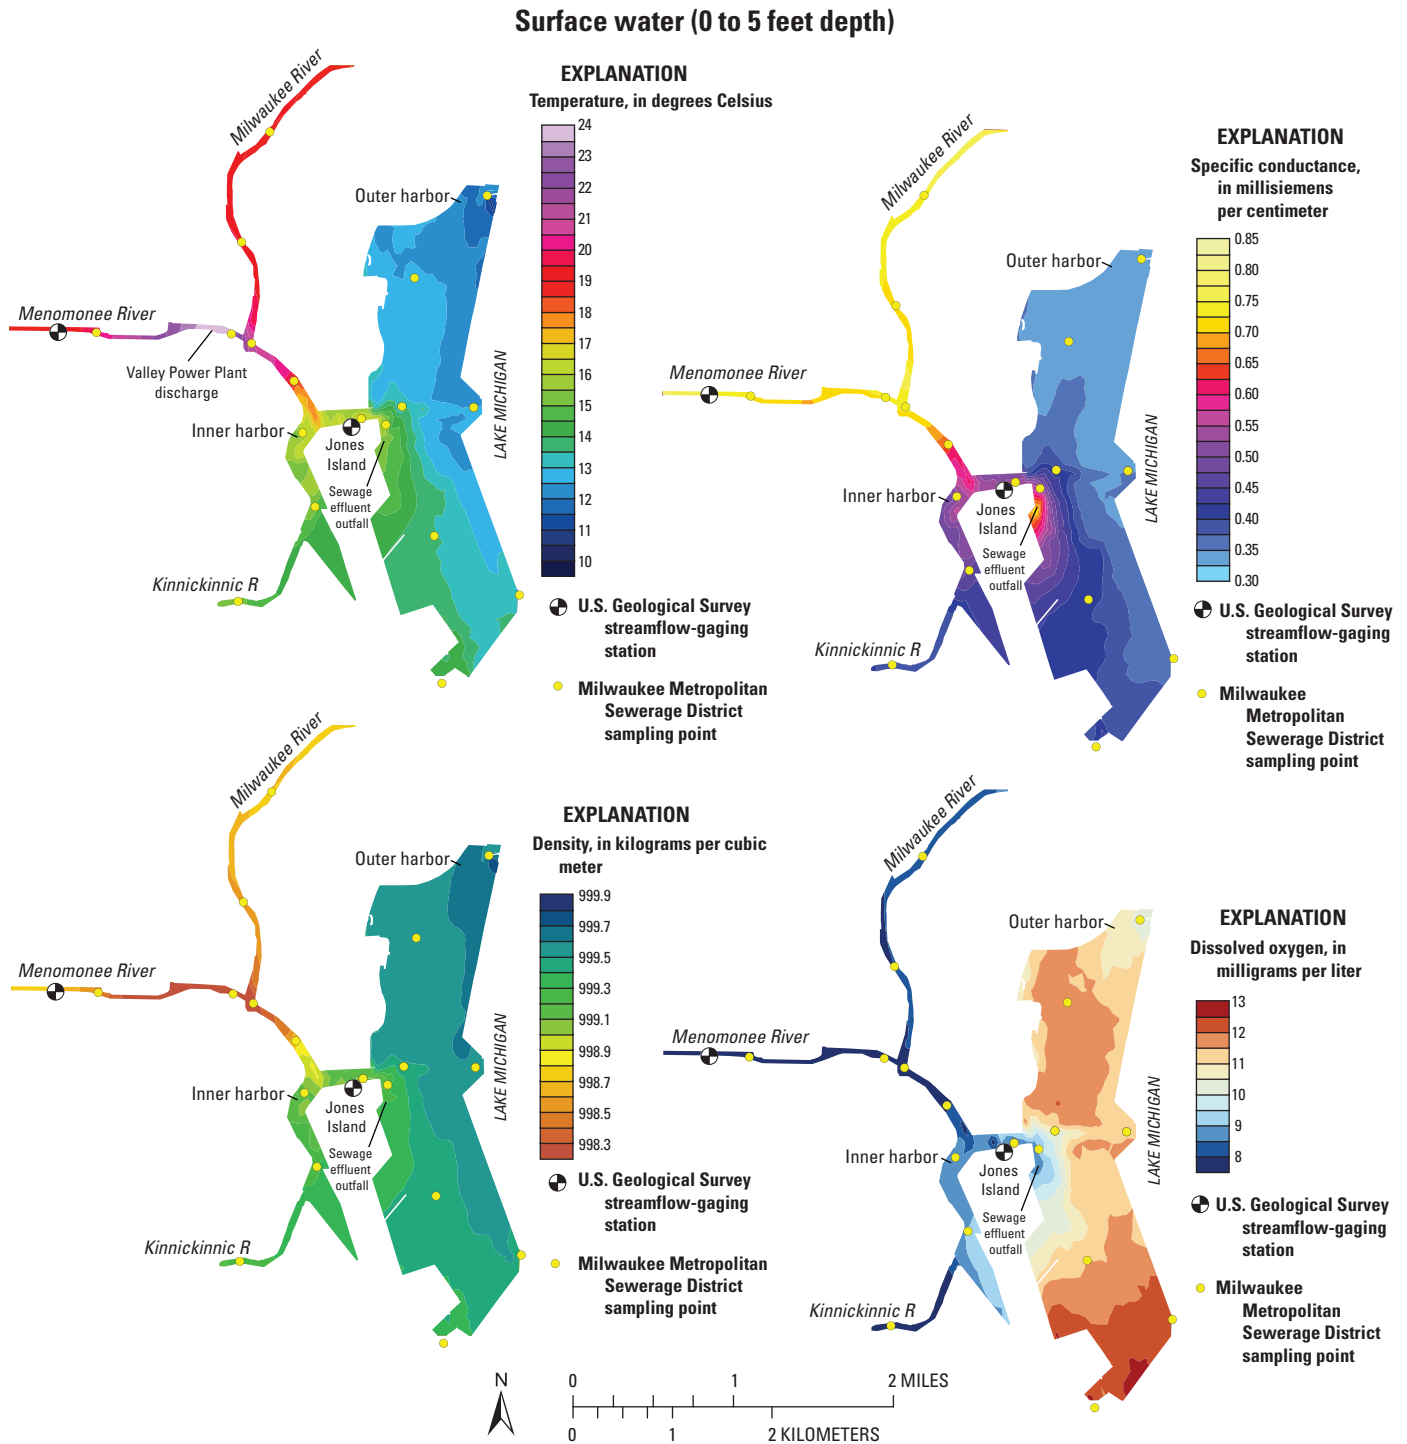 Surface water (0 to 5 feet depth)
Milwaukee River
Outer harbor
Menomonee River
Valley Power Plant
discharge
Inner harbor
Jones
Island
Sewage
effluent
outfall
Kinnickinnic R
LAKE MICHIGAN
EXPLANATION
Temperature, in degrees Celsius
24
23
22
21
20
19
18
17
16
15
14
13
12
11
10
U.S. Geological Survey
streamflow-gaging
station
Milwaukee Metropolitan
Sewerage District
sampling point
Milwaukee River
Outer harbor
Menomonee River
Inner harbor
Jones
Island
Sewage
effluent
outfall
Kinnickinnic R
LAKE MICHIGAN
EXPLANATION
Specific conductance,
in millisiemens
per centimeter
0.85
0.80
0.75
0.70
0.65
0.60
0.55
0.50
0.45
0.40
0.35
0.30
U.S. Geological Survey
streamflow-gaging
station
Milwaukee
Metropolitan
Sewerage District
sampling point
Milwaukee River
Outer harbor
Menomonee River
Inner harbor
Jones
Island
Sewage
effluent
outfall
Kinnickinnic R
LAKE MICHIGAN
EXPLANATION
Density, in kilograms per cubic
meter
999.9
999.7
999.5
999.3
999.1
998.9
998.7
998.5
998.3
U.S. Geological Survey
streamflow-gaging
station
Milwaukee Metropolitan
Sewerage District
sampling point
Milwaukee River
Outer harbor
Menomonee River
Inner harbor
Jones
Island
Sewage
effluent
outfall
Kinnickinnic R
LAKE MICHIGAN
EXPLANATION
Dissolved oxygen, in
milligrams per liter
13
12
11
10
9
8
U.S. Geological Survey
streamflow-gaging
station
Milwaukee
Metropolitan
Sewerage District
sampling point
N
0 1 2 MILES
0 1 2 KILOMETERS